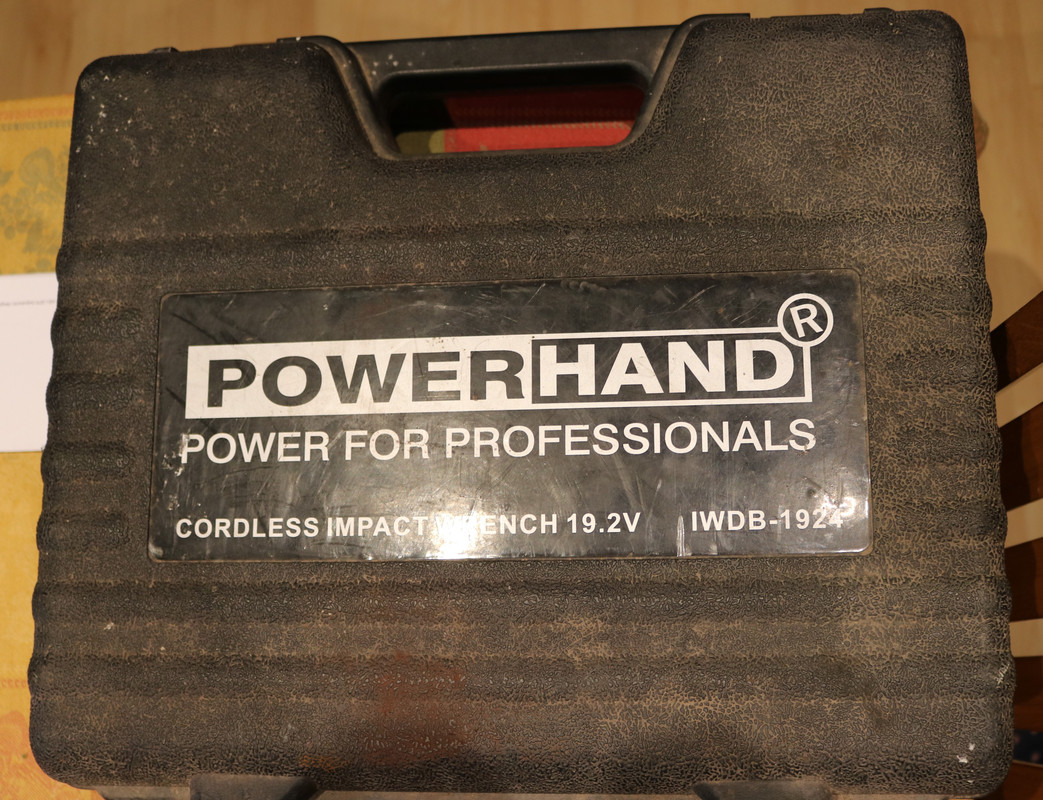 POWERHAND®
POWER FOR PROFESSIONALS
CORDLESS IMPACT WRENCH 19.2V IWDB-1924